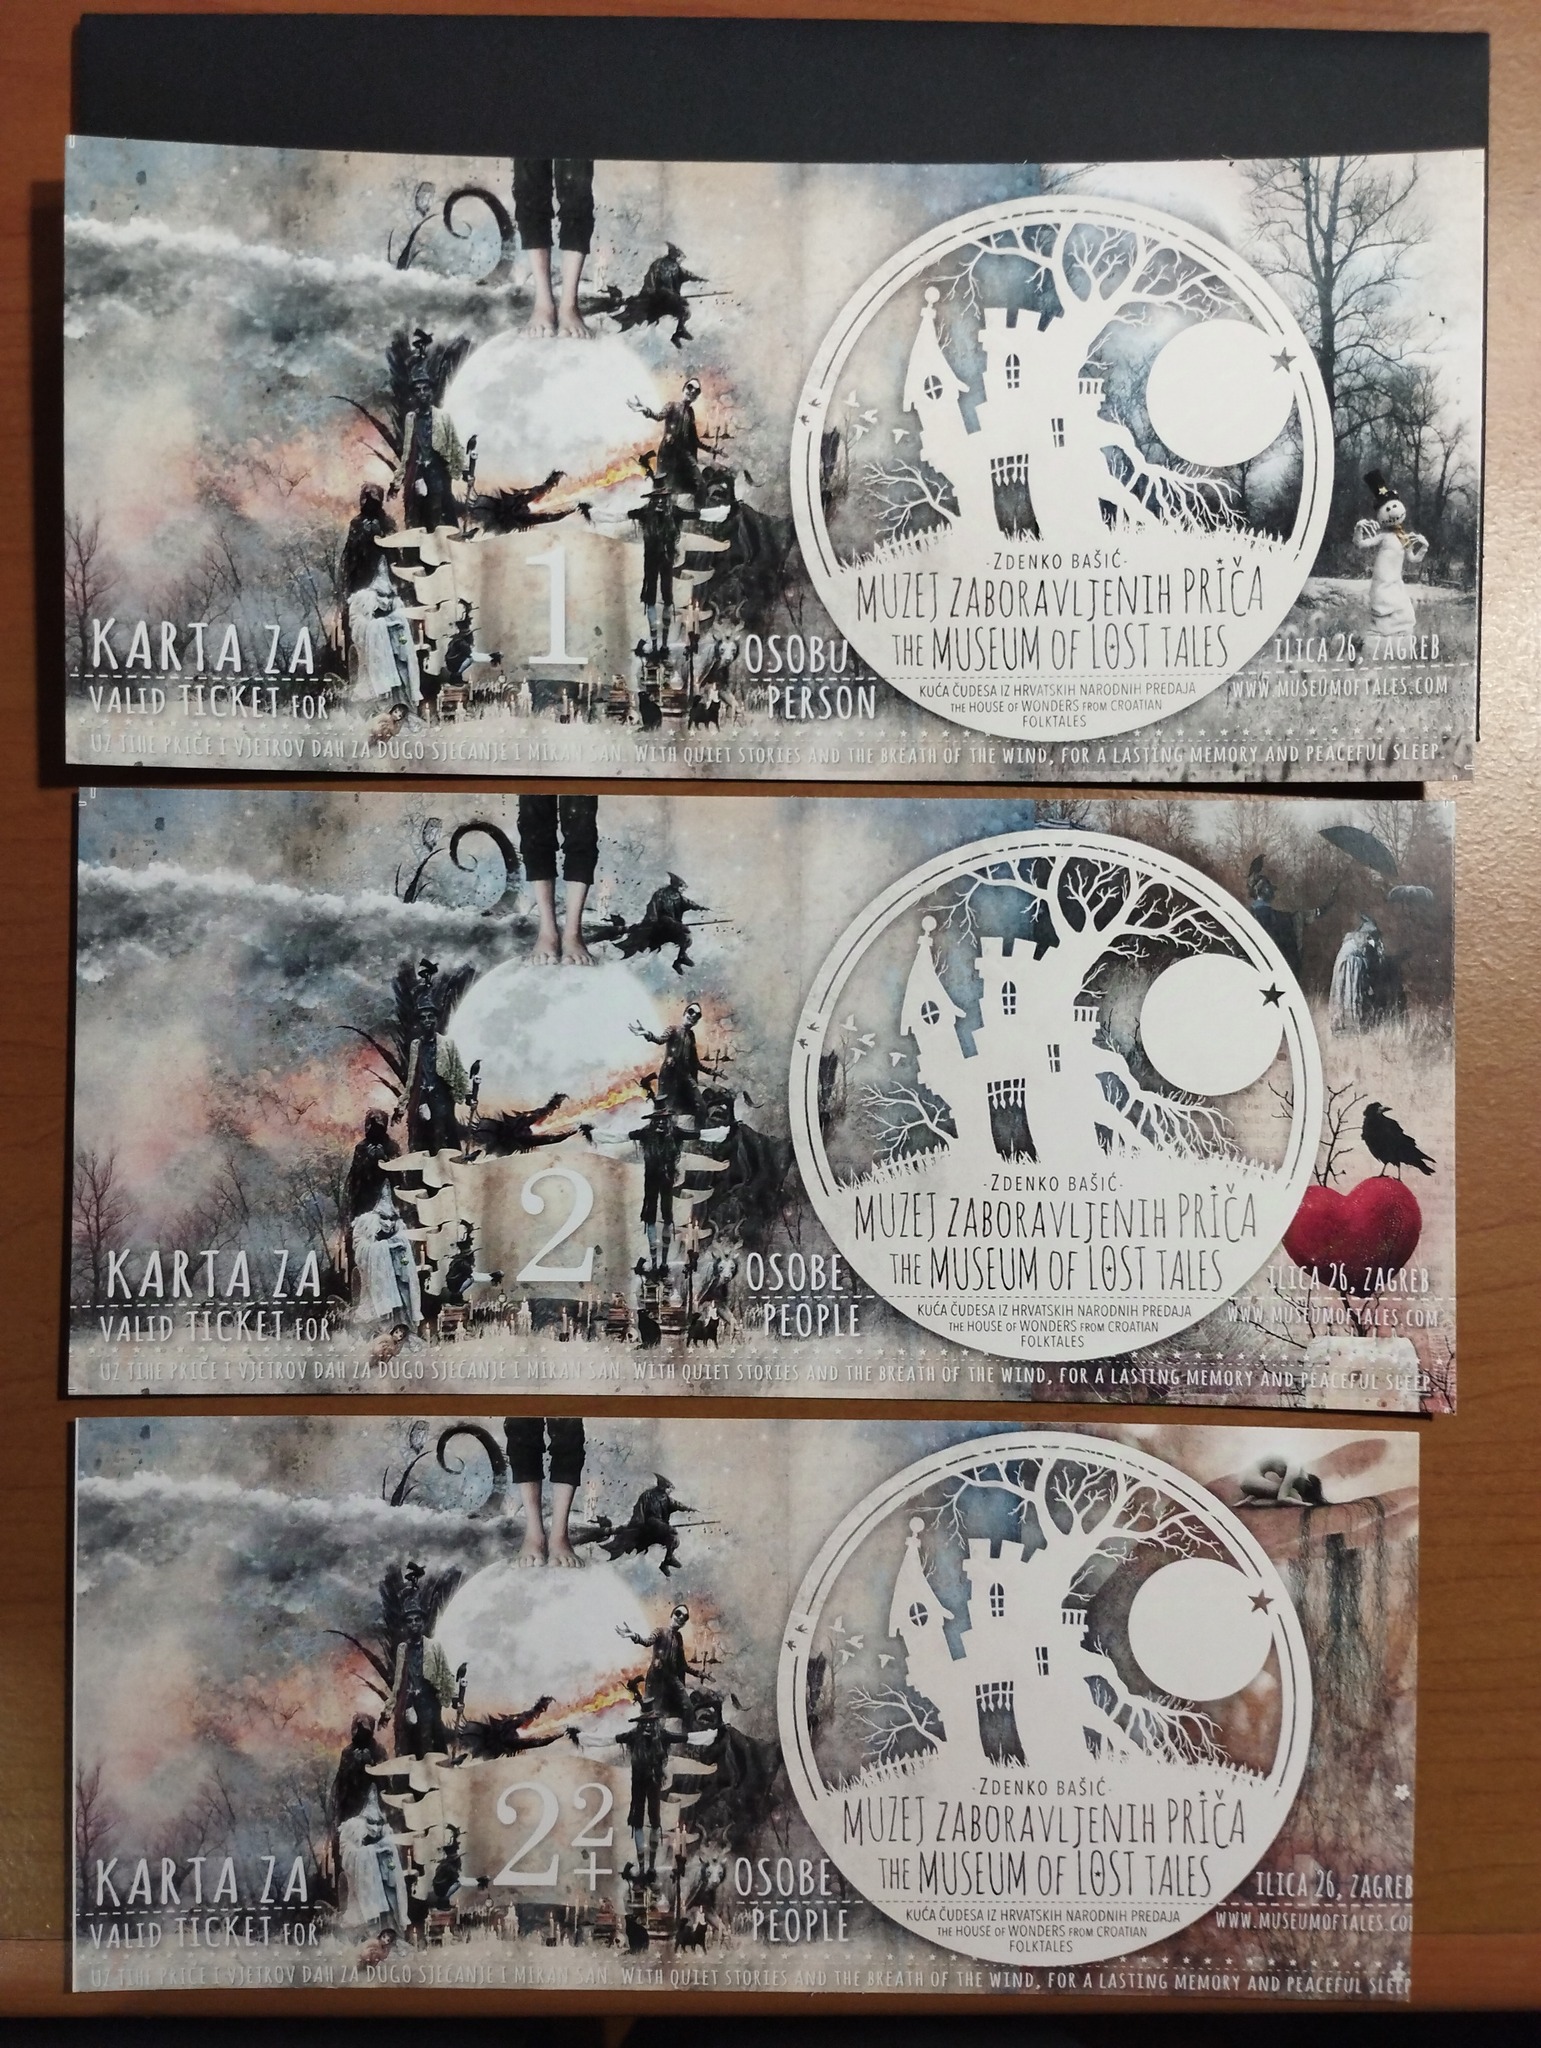 KARTA ZA
VALID TICKET FOR
1
OSOBU
PERSON
-ZDENKO BAŠIĆ-
MUZEJ ZABORAVLJENIH PRIČA
THE MUSEUM OF LOST TALES
KUĆA ČUDESA IZ HRVATSKIH NARODNIH PREDAJA
THE HOUSE OF WONDERS FROM CROATIAN
FOLKTALES
ILICA 26, ZAGREB
WWW.MUSEUMOFTALES.COM
UZ TIHE PRIČE I VJETROV DAH ZA DUGO SJEĆANJE I MIRAN SAN. WITH QUIET STORIES AND THE BREATH OF THE WIND, FOR A LASTING MEMORY AND PEACEFUL SLEEP.
KARTA ZA
VALID TICKET FOR
2
OSOBE
PEOPLE
-ZDENKO BAŠIĆ-
MUZEJ ZABORAVLJENIH PRIČA
THE MUSEUM OF LOST TALES
KUĆA ČUDESA IZ HRVATSKIH NARODNIH PREDAJA
THE HOUSE OF WONDERS FROM CROATIAN
FOLKTALES
ILICA 26, ZAGREB
WWW.MUSEUMOFTALES.COM
UZ TIHE PRIČE I VJETROV DAH ZA DUGO SJEĆANJE I MIRAN SAN. WITH QUIET STORIES AND THE BREATH OF THE WIND, FOR A LASTING MEMORY AND PEACEFUL SLEEP
KARTA ZA
VALID TICKET FOR
2+2
OSOBE
PEOPLE
-ZDENKO BAŠIĆ-
MUZEJ ZABORAVLJENIH PRIČA
THE MUSEUM OF LOST TALES
KUĆA ČUDESA IZ HRVATSKIH NARODNIH PREDAJA
THE HOUSE OF WONDERS FROM CROATIAN
FOLKTALES
ILICA 26, ZAGREB
WWW.MUSEUMOFTALES.CO
UZ TIHE PRIČE I VJETROV DAH ZA DUGO SJEĆANJE I MIRAN SAN. WITH QUIET STORIES AND THE BREATH OF THE WIND, FOR A LASTING MEMORY AND PEACEFUL SLEEP